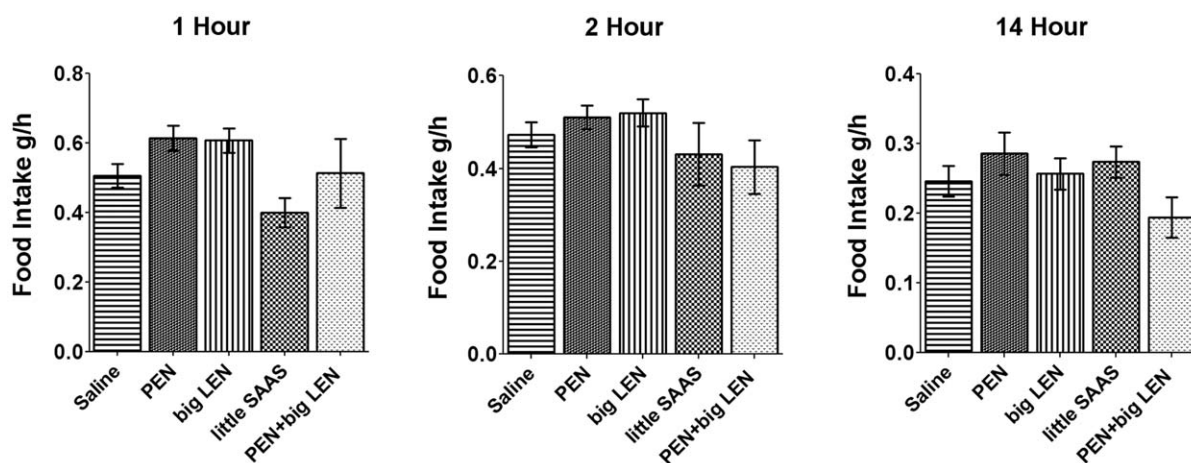 1 Hour
Food Intake g/h
0.8
0.6
0.4
0.2
0.0
Saline
PEN
big LEN
little SAAS
PEN+big LEN
2 Hour
Food Intake g/h
0.6
0.4
0.2
0.0
Saline
PEN
big LEN
little SAAS
PEN+big LEN
14 Hour
Food Intake g/h
0.4
0.3
0.2
0.1
0.0
Saline
PEN
big LEN
little SAAS
PEN+big LEN